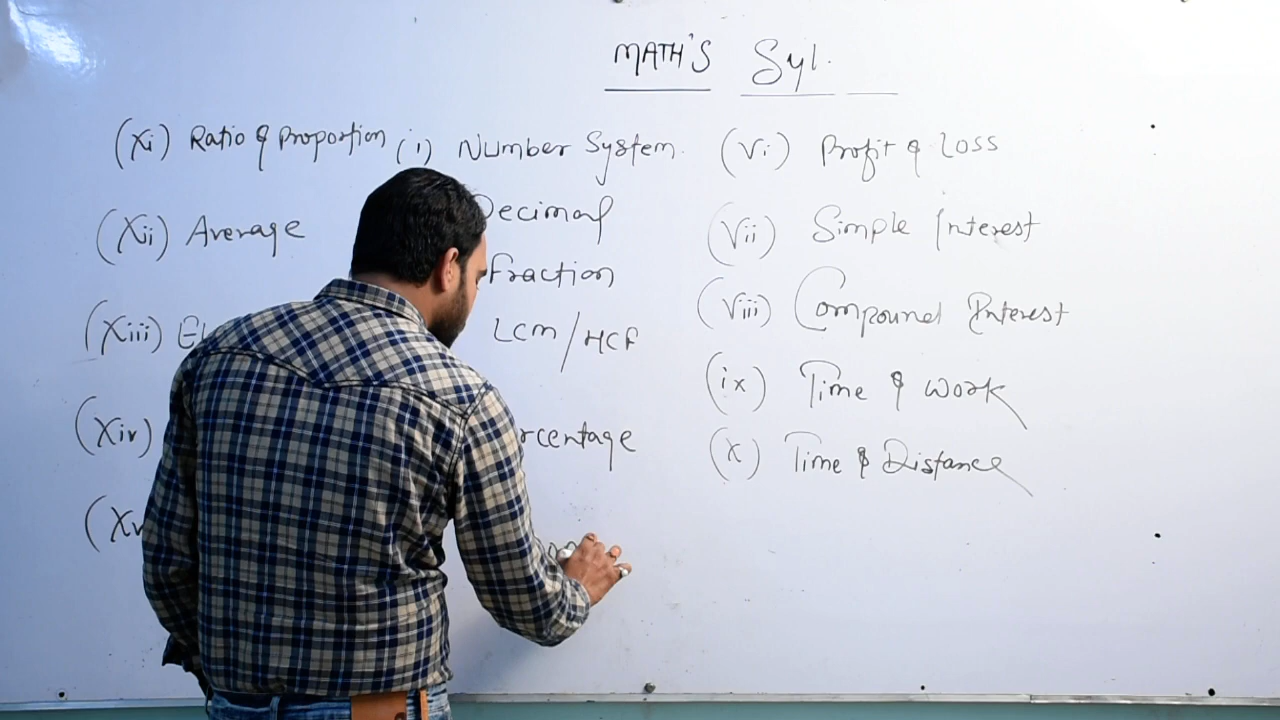 MATH'S Syl.
(Xi) Ratio & Proportion
(Xii) Average
(Xiii)
(Xiv)
(i) Number System.
Decimal
Fraction
LCM/HCF
rcentage
(Vi) Profit & Loss
(Vii) Simple Interest
(Viii) Compound Interest
(ix) Time & Work
(X) Time & Distance